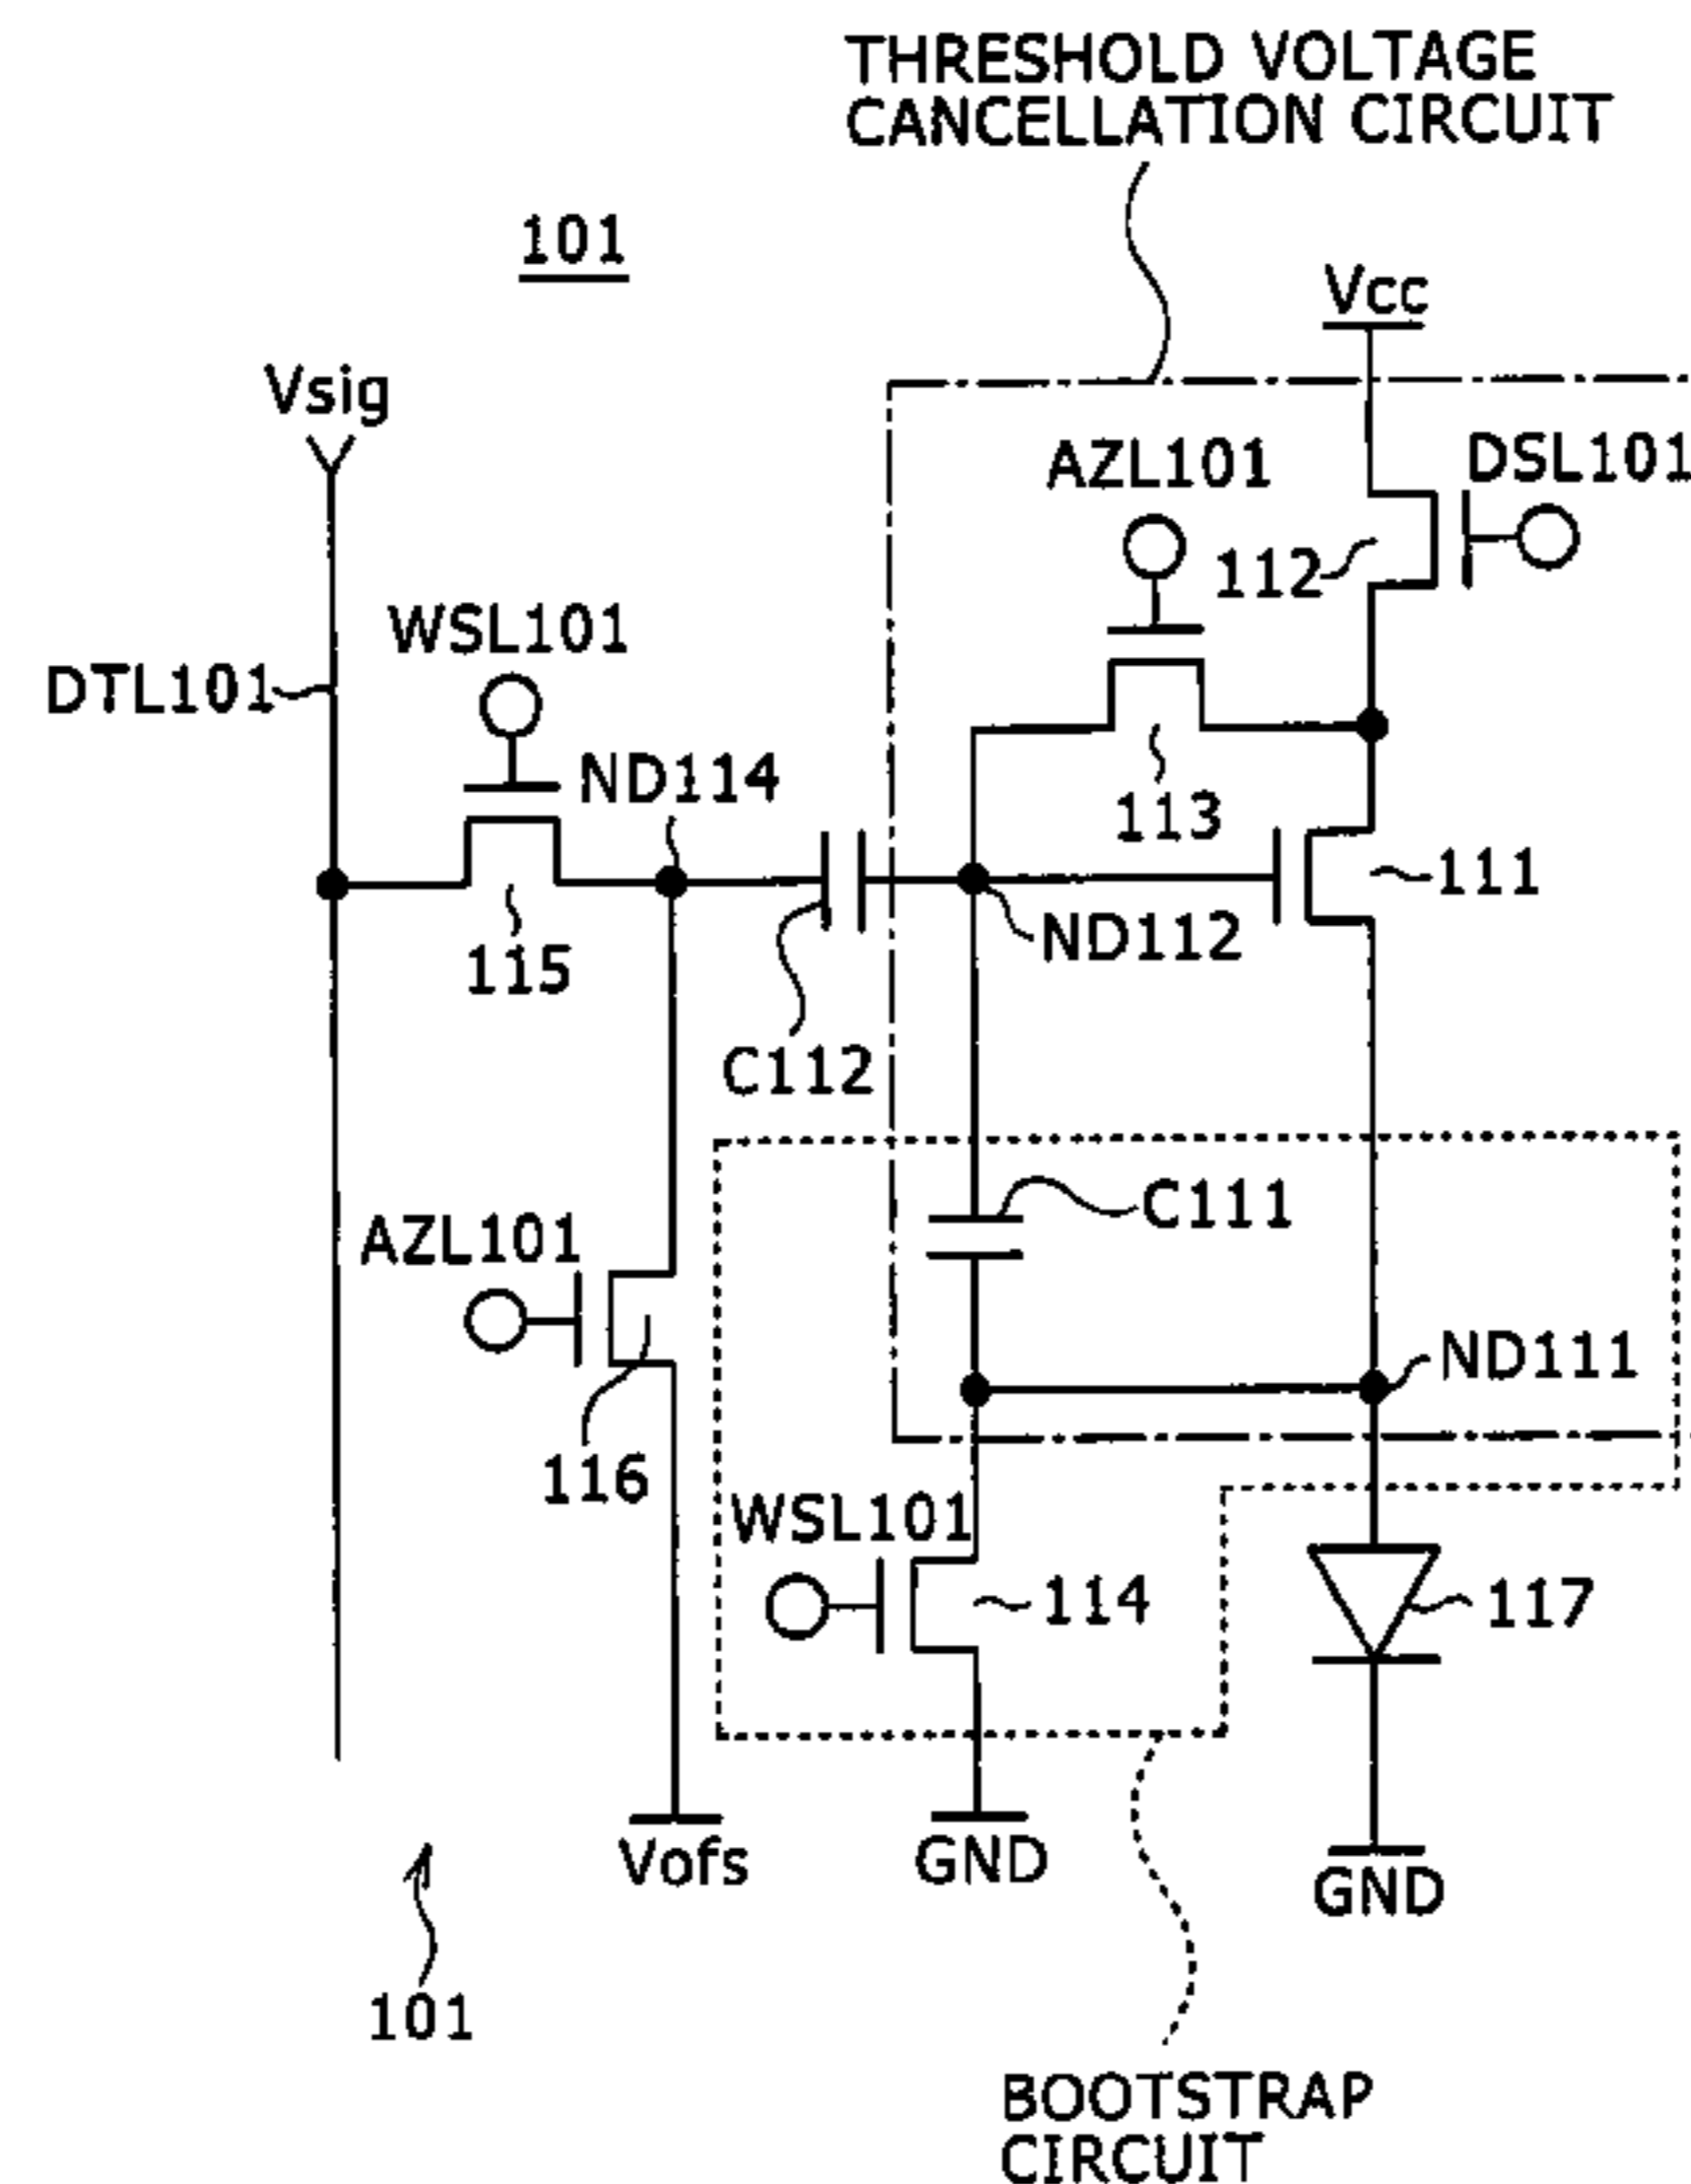 THRESHOLD VOLTAGE
CANCELLATION CIRCUIT
101
Vcc
Vsig
AZL101
DSL101
112
WSL101
DTL101
ND114
113
111
115
ND112
C112
C111
AZL101
ND111
116
WSL101
114
117
Vofs
GND
GND
101
BOOTSTRAP
CIRCUIT